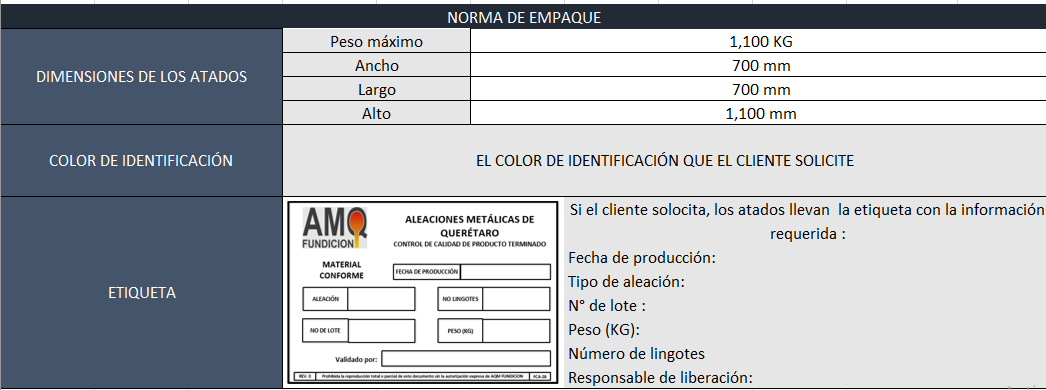 NORMA DE EMPAQUE
DIMENSIONES DE LOS ATADOS
Peso máximo 1,100 KG
Ancho 700 mm
Largo 700 mm
Alto 1,100 mm
COLOR DE IDENTIFICACIÓN
EL COLOR DE IDENTIFICACIÓN QUE EL CLIENTE SOLICITE
ETIQUETA
AMQ
FUNDICION
ALEACIONES METÁLICAS DE
QUERÉTARO
CONTROL DE CALIDAD DE PRODUCTO TERMINADO
MATERIAL
CONFORME
FECHA DE PRODUCCIÓN
ALEACIÓN
NO LINGOTES
NO DE LOTE
PESO (KG)
Validado por:
REV. 0 Prohibida la reproducción total o parcial de este documento sin la autorización expresa de AQM FUNDICION FCA-28
Si el cliente solocita, los atados llevan la etiqueta con la información
requerida :
Fecha de producción:
Tipo de aleación:
N° de lote :
Peso (KG):
Número de lingotes
Responsable de liberación: